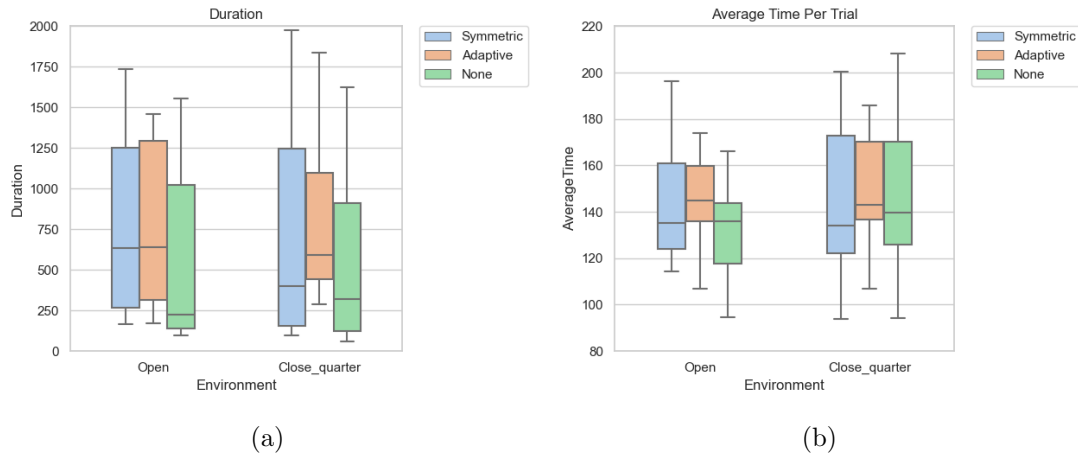 Duration
2000
1750
1500
1250
1000
750
500
250
0
Duration
Open
Close_quarter
Environment
Symmetric
Adaptive
None
(a)
Average Time Per Trial
220
200
180
160
140
120
100
80
AverageTime
Open
Close_quarter
Environment
Symmetric
Adaptive
None
(b)